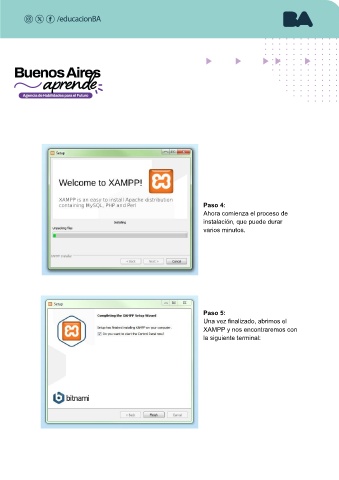 /educacionBA
BA
Buenos Aires
aprende
Agencia de Habilidades para el Futuro
Setup
Welcome to XAMPP!
XAMPP is an easy to install Apache distribution
containing MySQL, PHP and Perl
Installing
Unpacking files
< Back
Next >
Cancel
Paso 4:
Ahora comienza el proceso de
instalación, que puede durar
varios minutos.
Setup
Completing the XAMPP Setup Wizard
Setup has finished installing XAMPP on your computer.
Do you want to start the Control Panel now?
bitnami
< Back
Finish
Cancel
Paso 5:
Una vez finalizado, abrimos el
XAMPP y nos encontraremos con
la siguiente terminal: